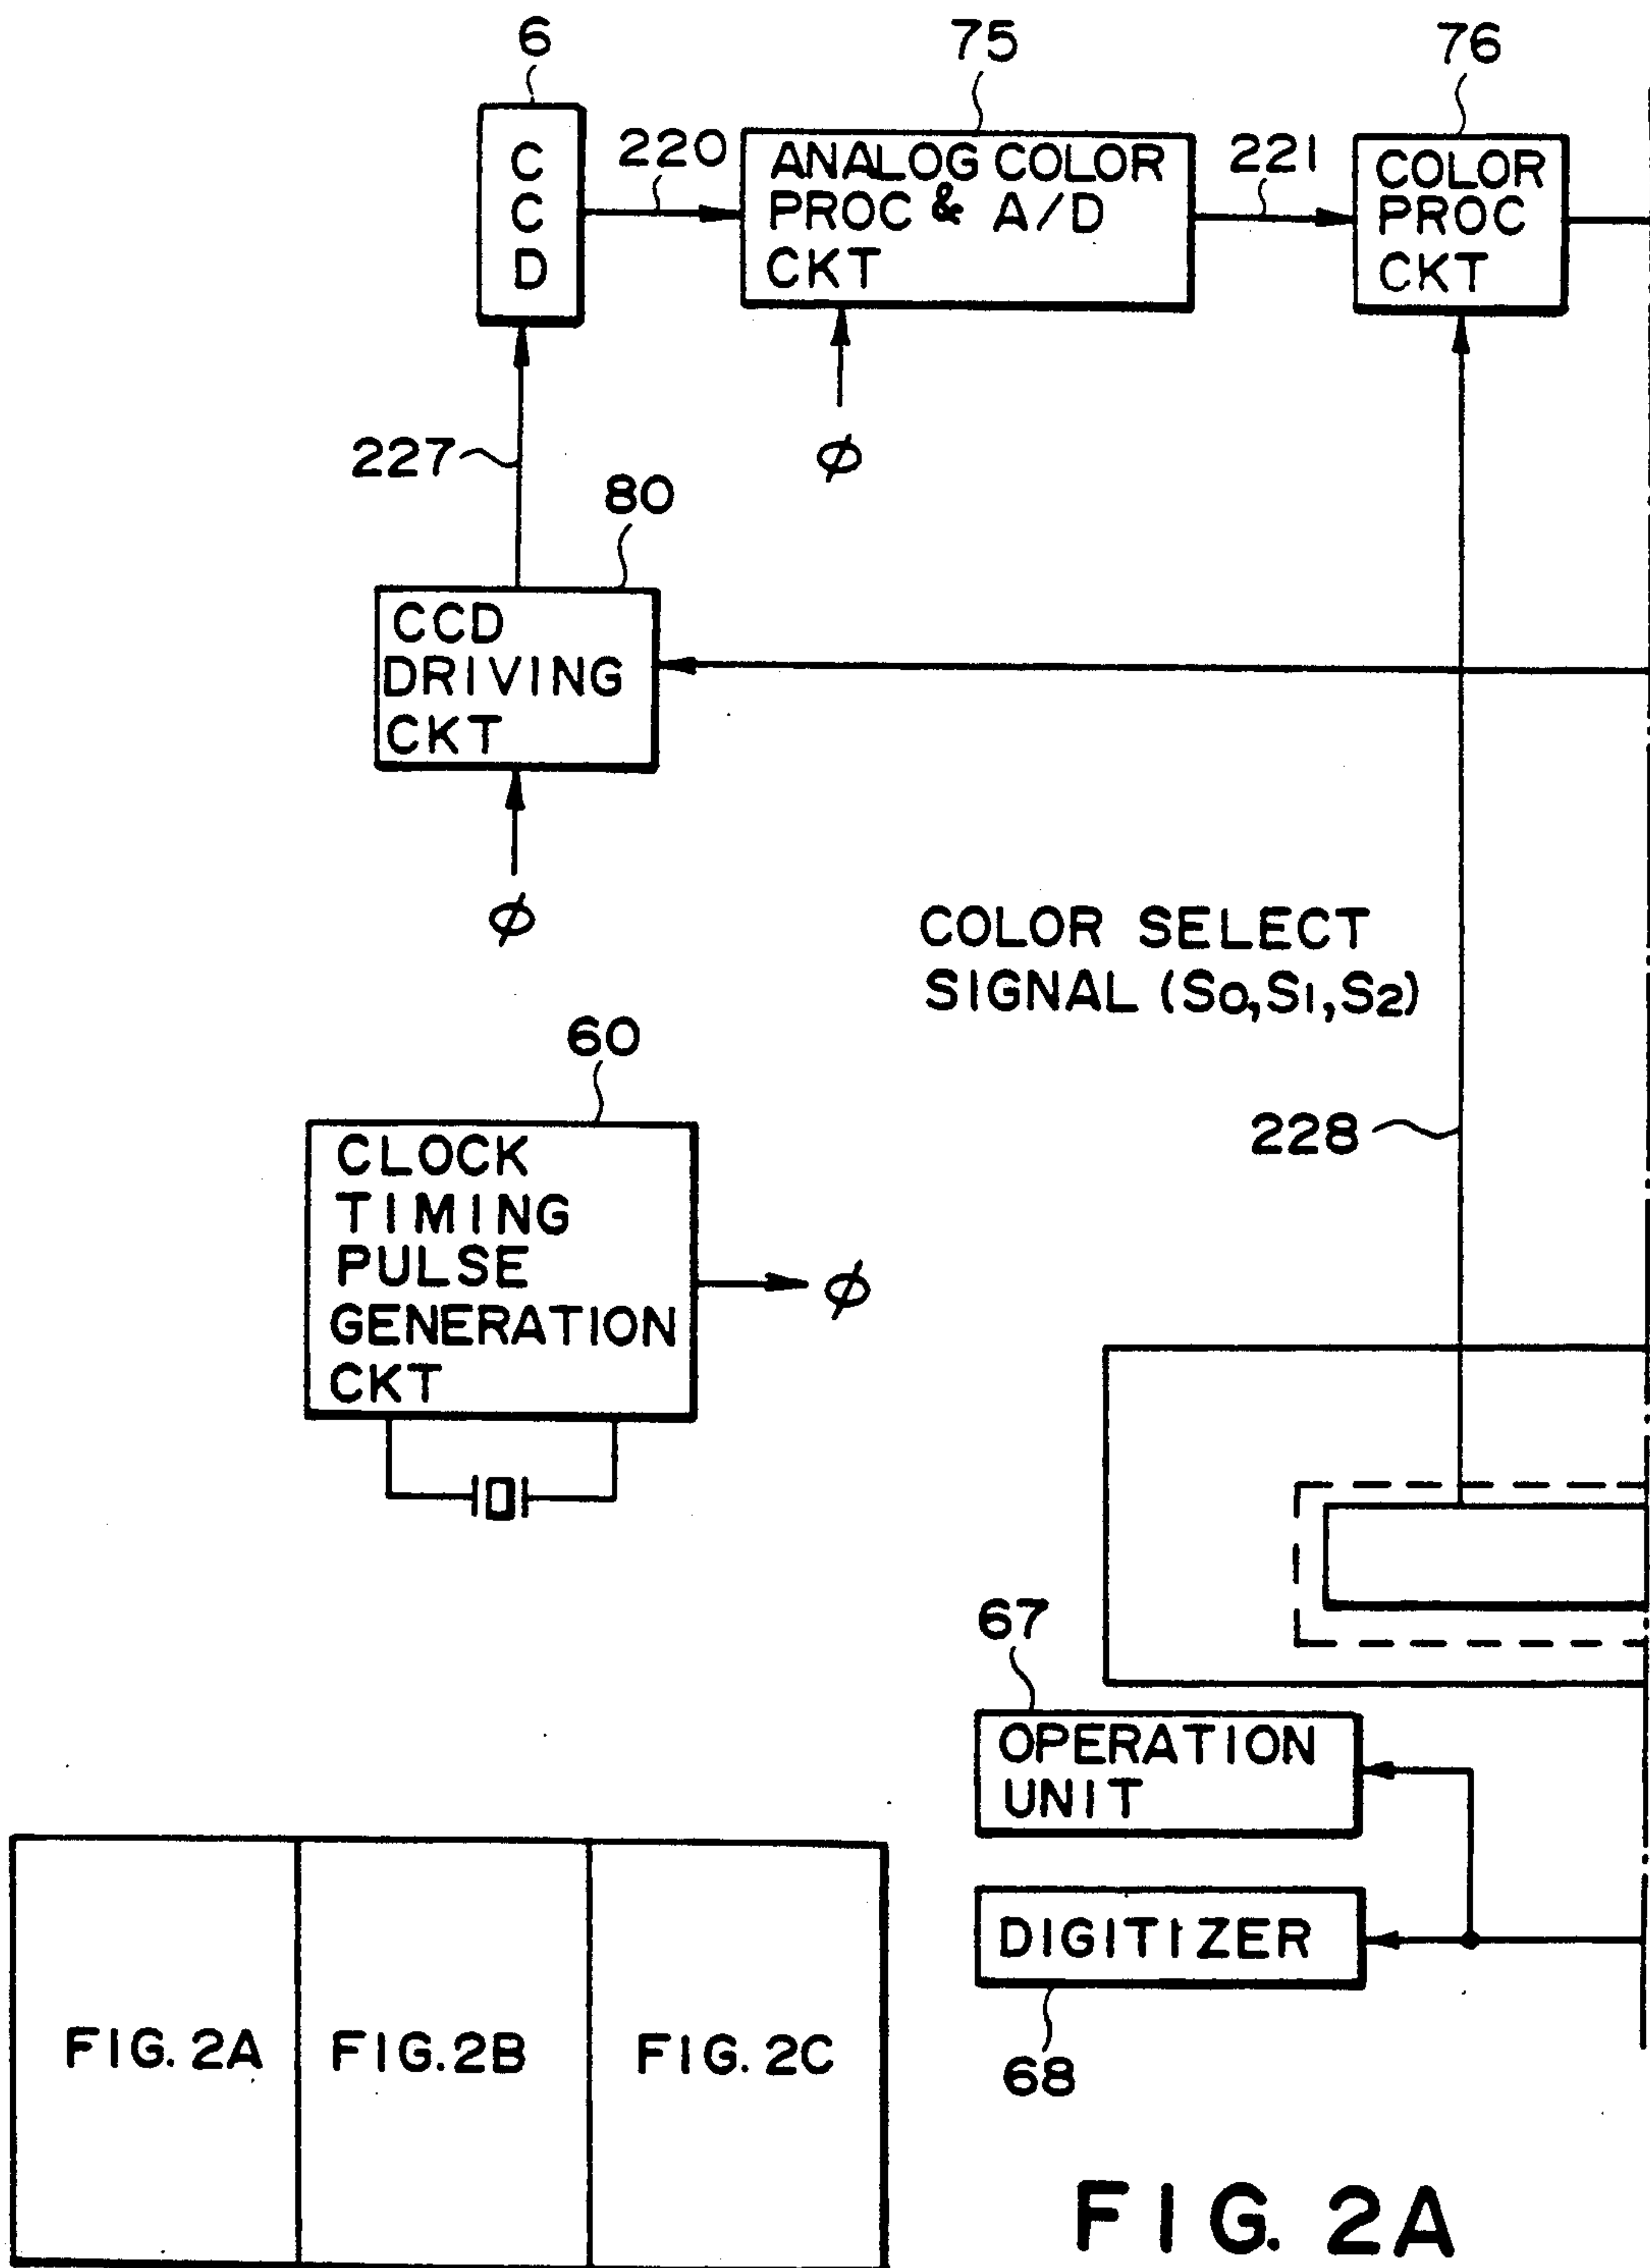 6
75
76
C
C
D
220
ANALOG COLOR
PROC & A/D
CKT
221
COLOR
PROC
CKT
φ
227
80
CCD
DRIVING
CKT
φ
COLOR SELECT
SIGNAL (S0,S1,S2)
60
228
CLOCK
TIMING
PULSE
GENERATION
CKT
φ
67
OPERATION
UNIT
DIGITIZER
68
FIG. 2A
FIG. 2B
FIG. 2C
FIG. 2A